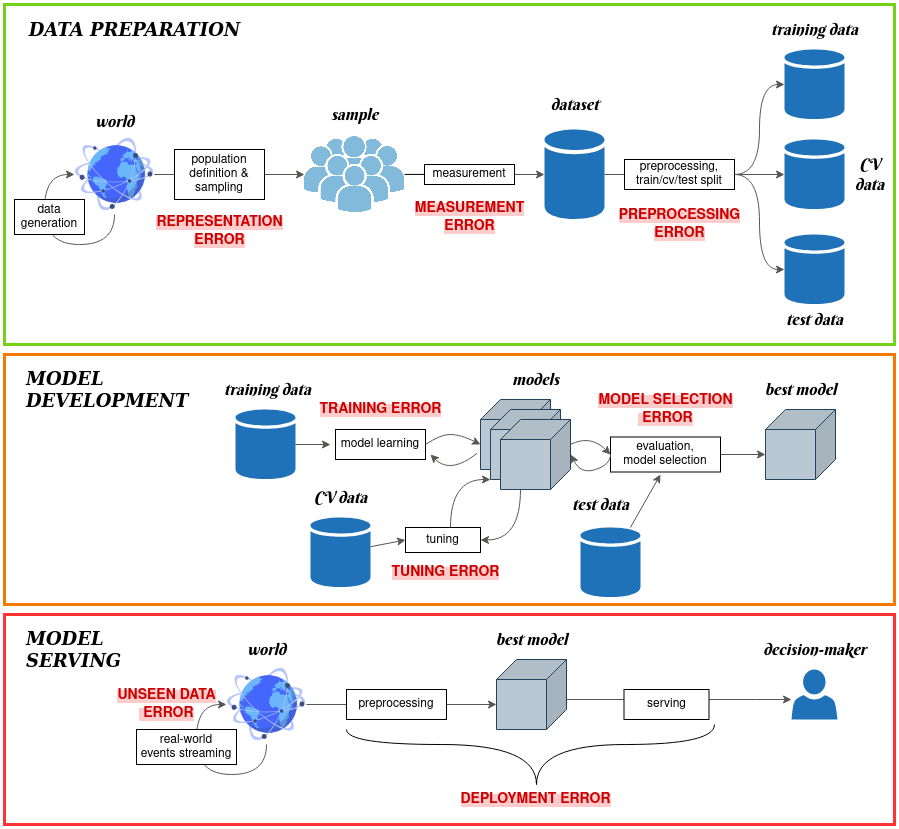 DATA PREPARATION
training data
world
sample
dataset
population
definition &
sampling
measurement
preprocessing,
train/cv/test split
CV
data
data
generation
REPRESENTATION
ERROR
MEASUREMENT
ERROR
PREPROCESSING
ERROR
test data
MODEL
DEVELOPMENT
training data
models
best model
TRAINING ERROR
MODEL SELECTION
ERROR
model learning
evaluation,
model selection
CV data
test data
tuning
TUNING ERROR
MODEL
SERVING
world
best model
decision-maker
UNSEEN DATA
ERROR
preprocessing
serving
real-world
events streaming
DEPLOYMENT ERROR